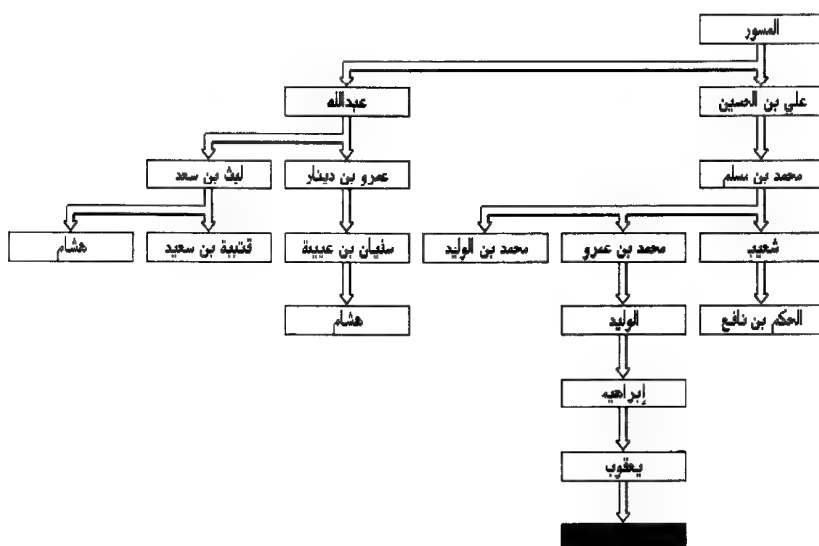 المسور
علي بن الحسين
عبدالله
محمد بن مسلم
عمرو بن دينار
ليث بن سعد
شعيب
محمد بن عمرو
محمد بن الوليد
سفيان بن عيينة
قتيبة بن سعيد
هشام
الحكم بن نافع
الوليد
هشام
إبراهيم
يعقوب